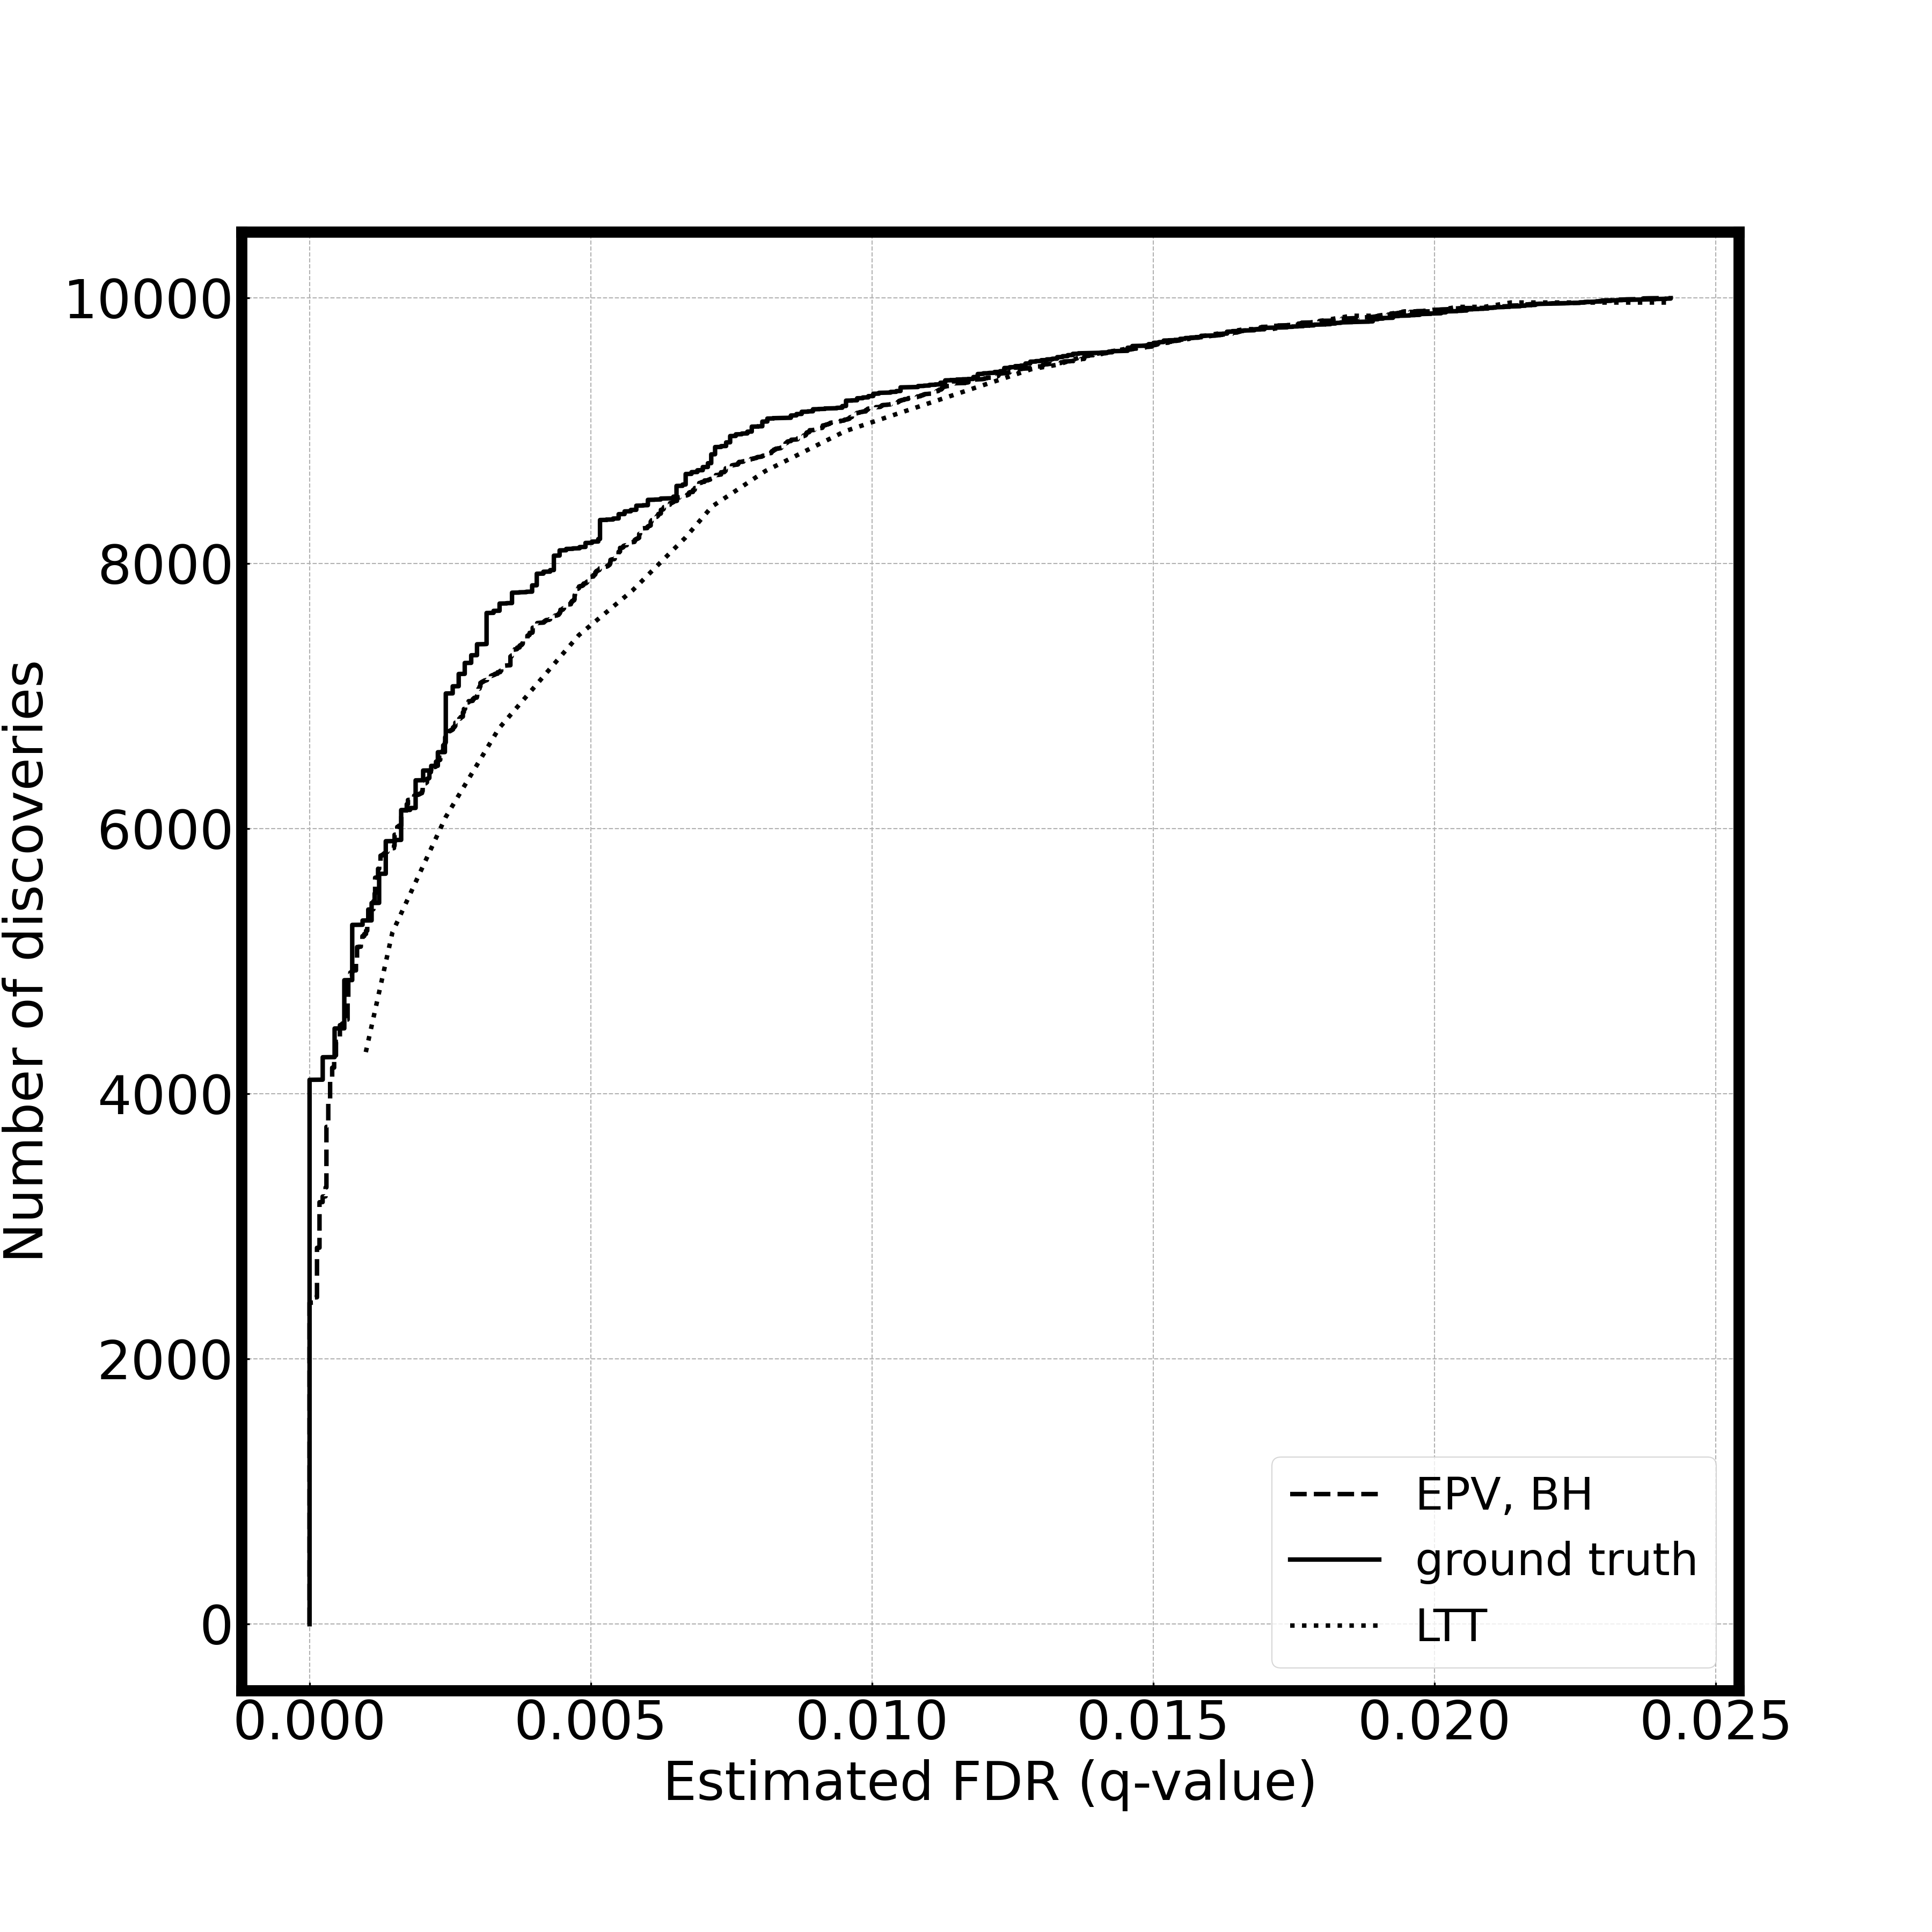 10000
8000
6000
4000
2000
0
Number of discoveries
EPV, BH
ground truth
LTT
0.000 0.005 0.010 0.015 0.020 0.025
Estimated FDR (q-value)